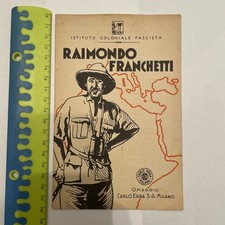 ISTITUTO COLONIALE FASCISTA
RAIMONDO
FRANCHETTI
OMAGGIO
CARLO ERBA S·A· MILANO